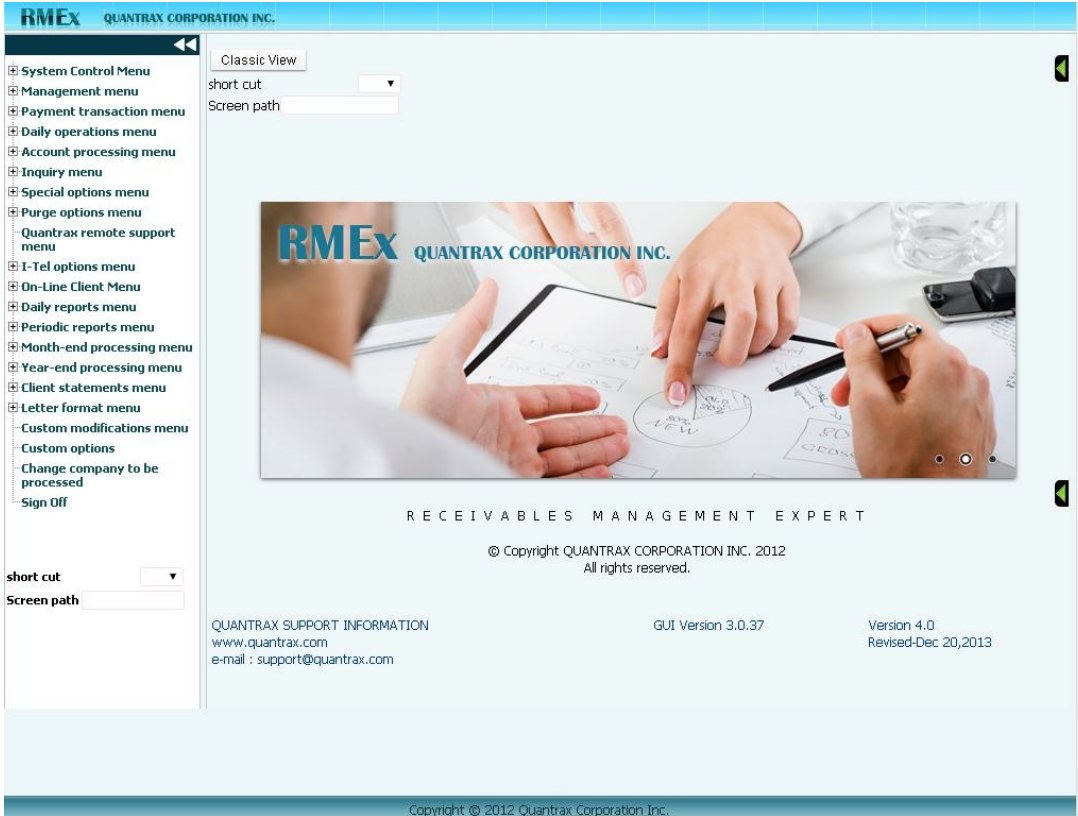 RMEx QUANTRAX CORPORATION INC.
System Control Menu
Management menu
Payment transaction menu
Daily operations menu
Account processing menu
Inquiry menu
Special options menu
Purge options menu
Quantrax remote support
menu
I-Tel options menu
On-Line Client Menu
Daily reports menu
Periodic reports menu
Month-end processing menu
Year-end processing menu
Client statements menu
Letter format menu
Custom modifications menu
Custom options
Change company to be
processed
Sign Off
short cut
Screen path
Classic View
short cut
Screen path
RMEx QUANTRAX CORPORATION INC.
80%
NEW
20%
RECEIVABLES MANAGEMENT EXPERT
© Copyright QUANTRAX CORPORATION INC. 2012
All rights reserved.
QUANTRAX SUPPORT INFORMATION
www.quantrax.com
e-mail : support@quantrax.com
GUI Version 3.0.37
Version 4.0
Revised-Dec 20,2013
Copyright © 2012 Quantrax Corporation Inc.